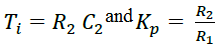 Tᵢ = R₂ C₂ and Kₚ = R₂/R₁